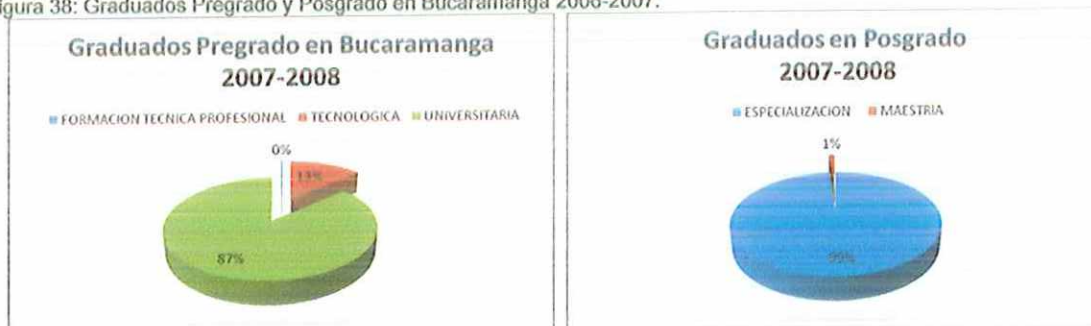 igura 38: Graduados Pregrado y Posgrado en Bucaramanga 2006-2007.
Graduados Pregrado en Bucaramanga
2007-2008
FORMACION TECNICA PROFESIONAL TECNOLOGICA UNIVERSITARIA
0%
13%
87%
Graduados en Posgrado
2007-2008
ESPECIALIZACION MAESTRIA
1%
99%